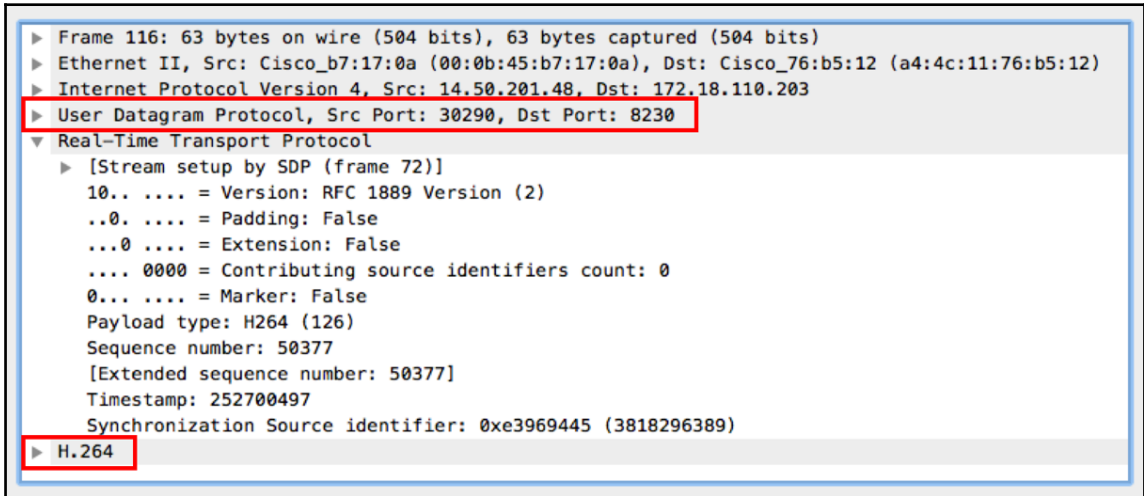 Frame 116: 63 bytes on wire (504 bits), 63 bytes captured (504 bits)
Ethernet II, Src: Cisco_b7:17:0a (00:0b:45:b7:17:0a), Dst: Cisco_76:b5:12 (a4:4c:11:76:b5:12)
Internet Protocol Version 4, Src: 14.50.201.48, Dst: 172.18.110.203
User Datagram Protocol, Src Port: 30290, Dst Port: 8230
Real-Time Transport Protocol
[Stream setup by SDP (frame 72)]
10.. .... = Version: RFC 1889 Version (2)
..0. .... = Padding: False
...0 .... = Extension: False
.... 0000 = Contributing source identifiers count: 0
0... .... = Marker: False
Payload type: H264 (126)
Sequence number: 50377
[Extended sequence number: 50377]
Timestamp: 252700497
Synchronization Source identifier: 0xe3969445 (3818296389)
H.264